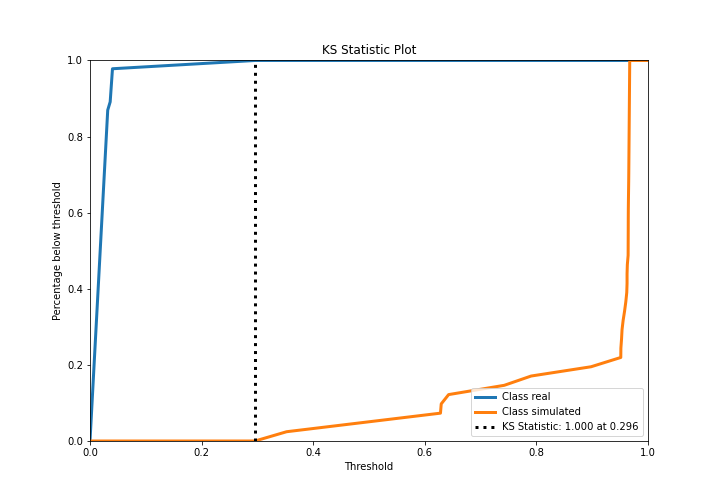 KS Statistic Plot
1.0
0.8
0.6
0.4
0.2
0.0
Percentage below threshold
0.0 0.2 0.4 0.6 0.8 1.0
Threshold
Class real
Class simulated
KS Statistic: 1.000 at 0.296